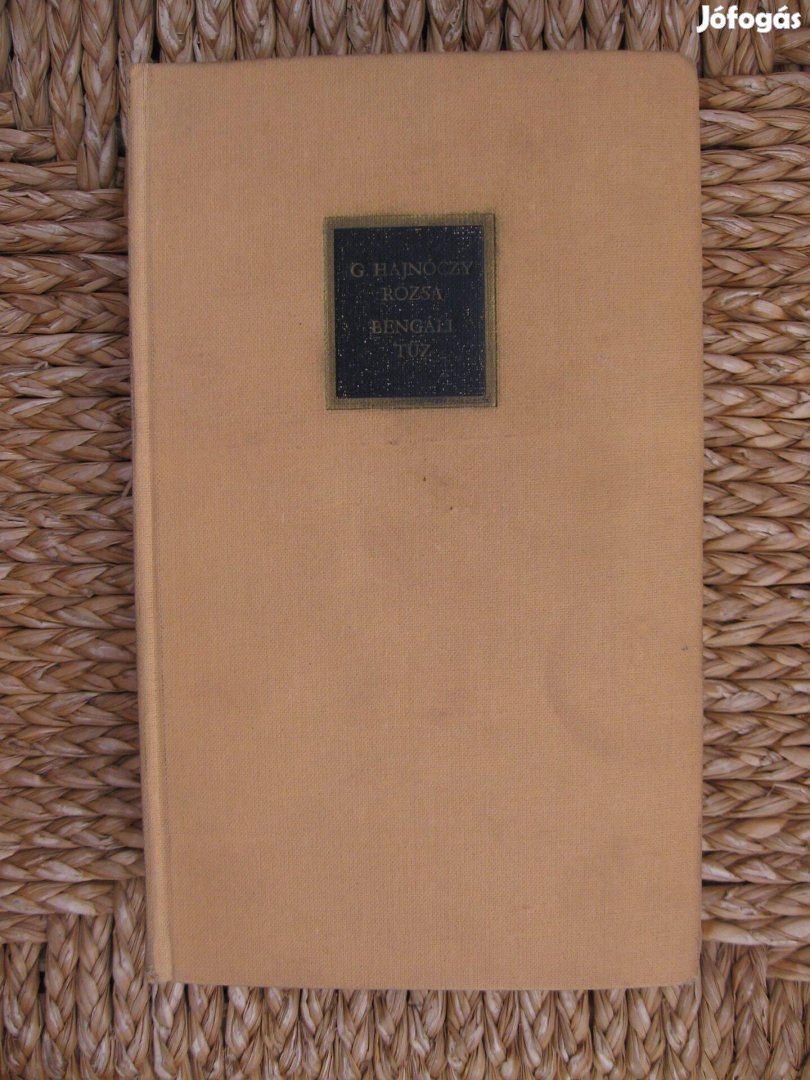 Jófogás
G. HAJNÓCZY
RÓZSA
BENGÁLI
TŰZ